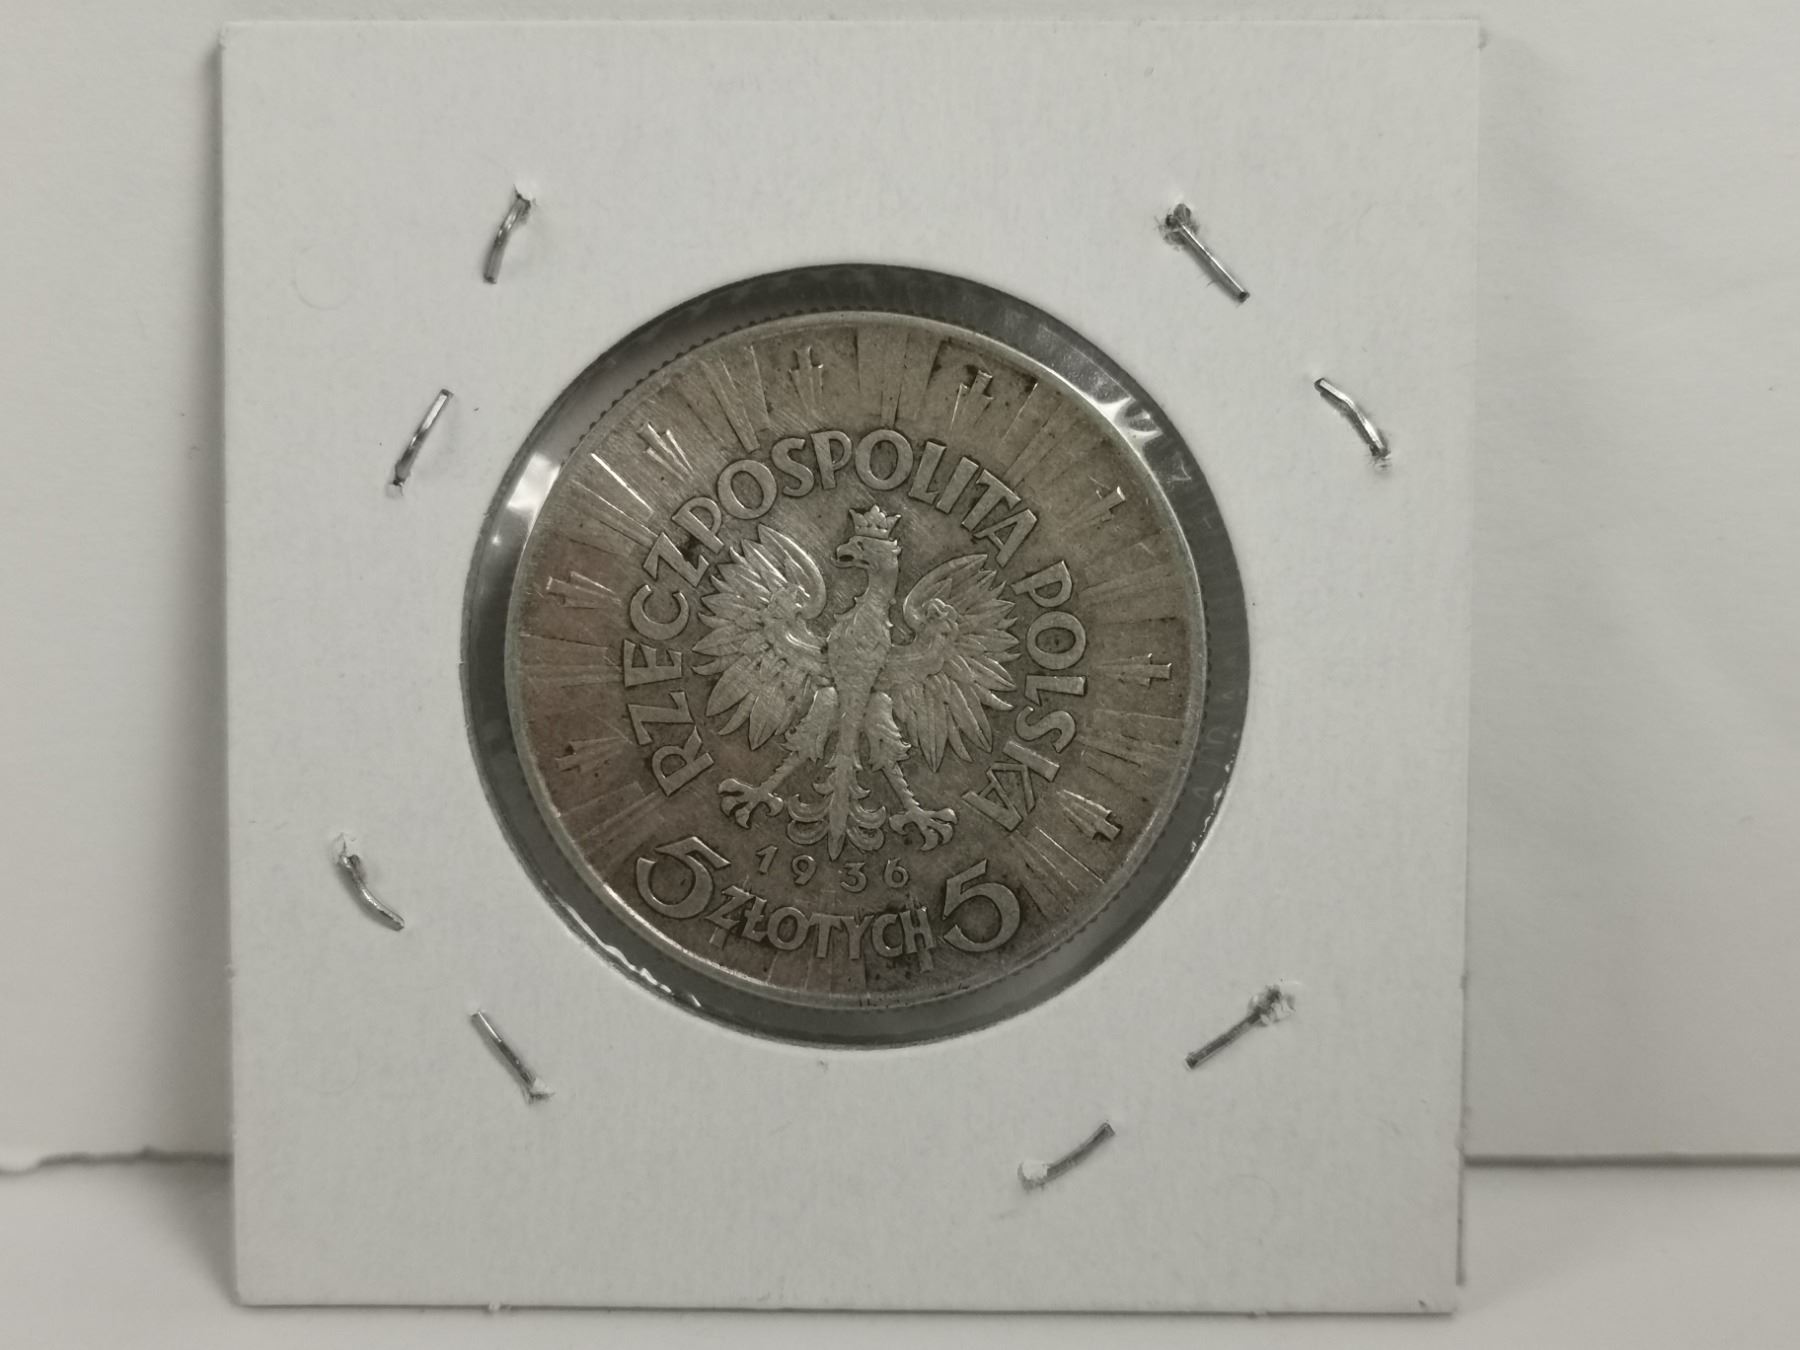 RZECZPOSPOLITA POLSKA
1936
5 ZŁOTYCH 5